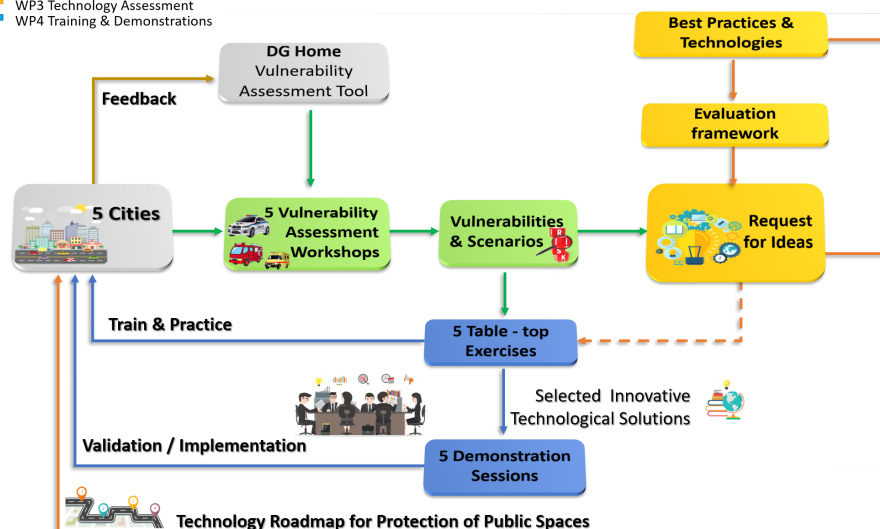 WP3 Technology Assessment
WP4 Training & Demonstrations
Best Practices &
Technologies
DG Home
Vulnerability
Assessment Tool
Feedback
Evaluation
framework
5 Cities
5 Vulnerability
Assessment
Workshops
Vulnerabilities
& Scenarios
RISK
Request
for Ideas
Train & Practice
5 Table - top
Exercises
Selected Innovative
Technological Solutions
Validation / Implementation
5 Demonstration
Sessions
Technology Roadmap for Protection of Public Spaces